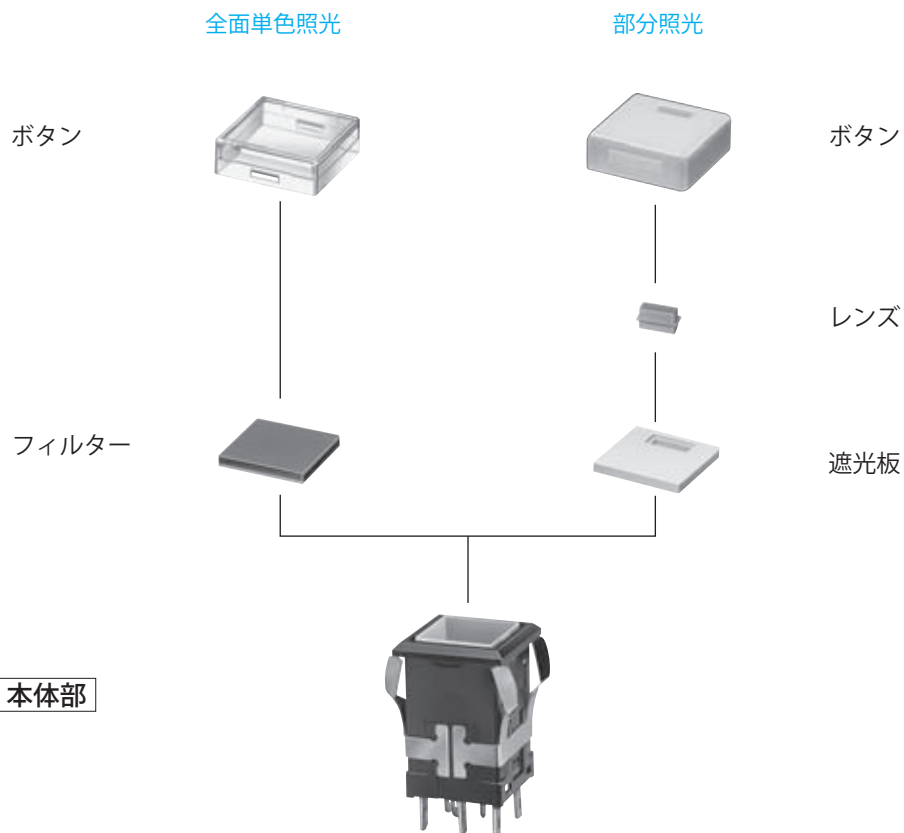 全面単色照光
部分照光
ボタン
ボタン
レンズ
フィルター
遮光板
本体部